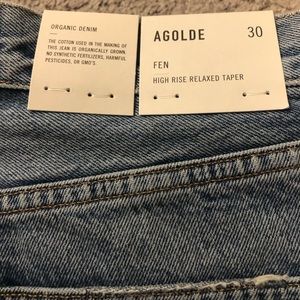 ORGANIC DENIM
THE COTTON USED IN THE MAKING OF
THIS JEAN IS ORGANICALLY GROWN.
NO SYNTHETIC FERTILIZERS, HARMFUL
PESTICIDES, OR GMO'S.
AGOLDE 30
FEN
HIGH RISE RELAXED TAPER